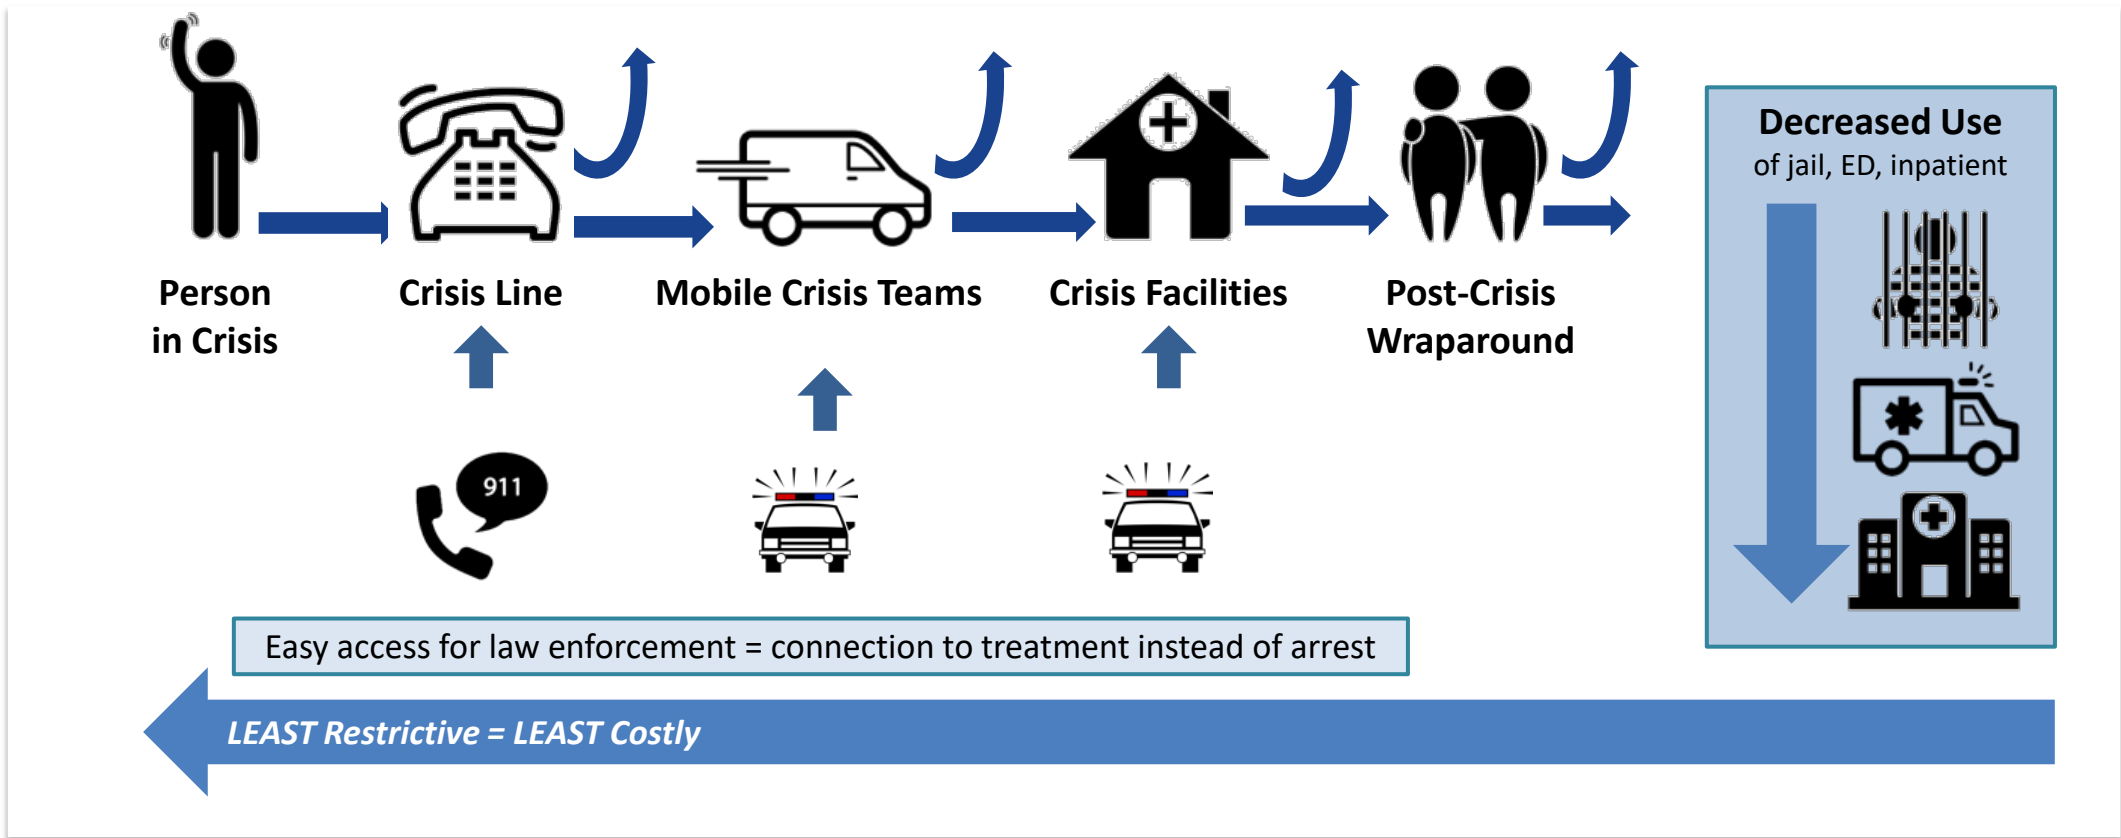 Decreased Use
of jail, ED, inpatient
Person
in Crisis
Crisis Line
Mobile Crisis Teams
Crisis Facilities
Post-Crisis
Wraparound
911
Easy access for law enforcement = connection to treatment instead of arrest
LEAST Restrictive = LEAST Costly